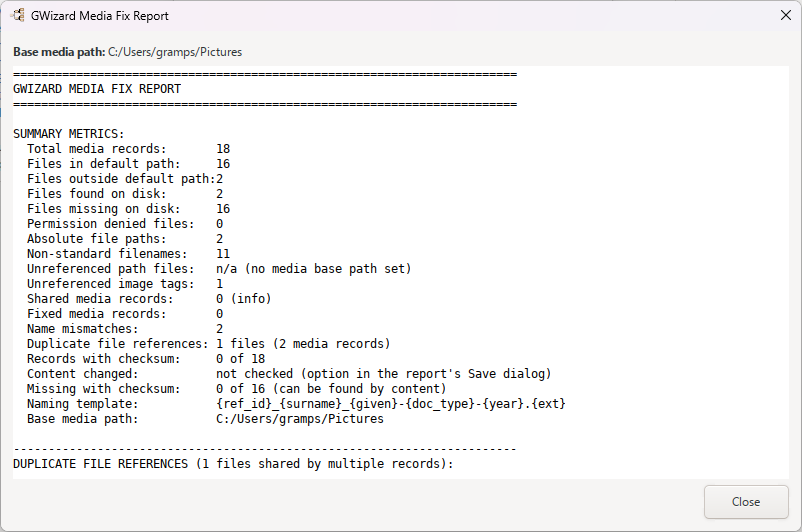 GWizard Media Fix Report
Base media path: C:/Users/gramps/Pictures
========================================================================
GWIZARD MEDIA FIX REPORT
========================================================================
SUMMARY METRICS:
Total media records: 18
Files in default path: 16
Files outside default path:2
Files found on disk: 2
Files missing on disk: 16
Permission denied files: 0
Absolute file paths: 2
Non-standard filenames: 11
Unreferenced path files: n/a (no media base path set)
Unreferenced image tags: 1
Shared media records: 0 (info)
Fixed media records: 0
Name mismatches: 2
Duplicate file references: 1 files (2 media records)
Records with checksum: 0 of 18
Content changed: not checked (option in the report's Save dialog)
Missing with checksum: 0 of 16 (can be found by content)
Naming template: {ref_id}_{surname}_{given}-{doc_type}-{year}.{ext}
Base media path: C:/Users/gramps/Pictures
------------------------------------------------------------------------
DUPLICATE FILE REFERENCES (1 files shared by multiple records):
Close